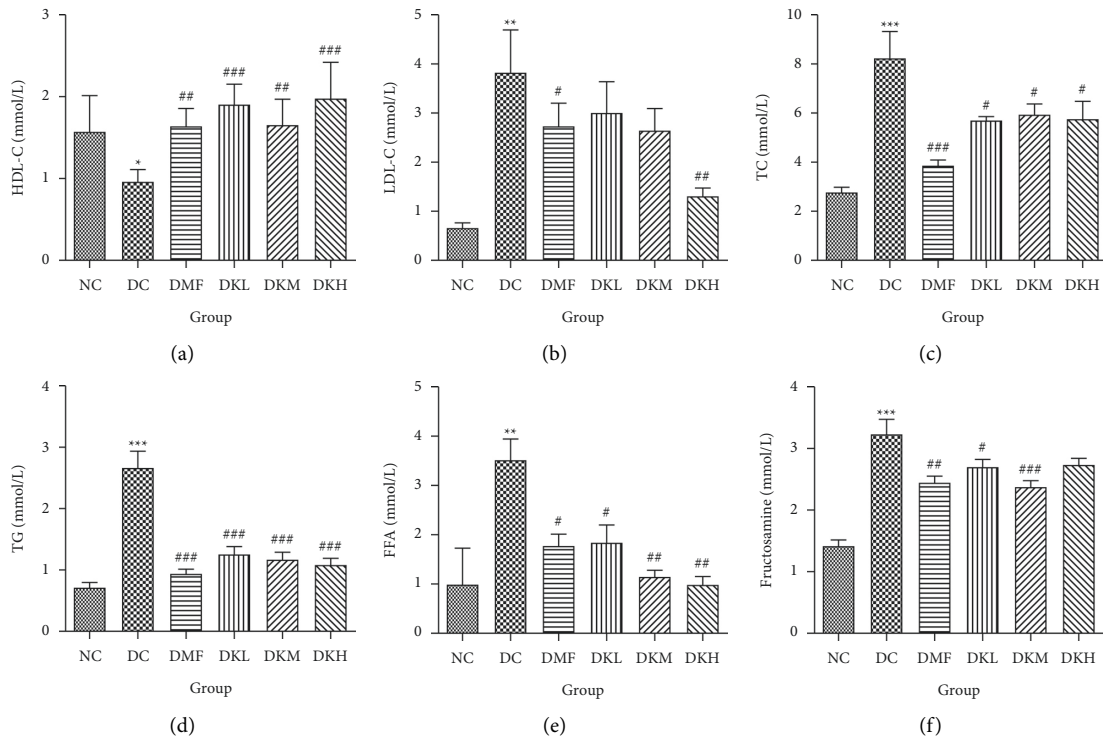 3
2
1
0
HDL-C (mmol/L)
*
##
###
##
###
NC DC DMF DKL DKM DKH
Group
(a)
5
4
3
2
1
0
LDL-C (mmol/L)
**
#
##
NC DC DMF DKL DKM DKH
Group
(b)
10
8
6
4
2
0
TC (mmol/L)
***
###
#
#
#
NC DC DMF DKL DKM DKH
Group
(c)
4
3
2
1
0
TG (mmol/L)
***
###
###
###
###
NC DC DMF DKL DKM DKH
Group
(d)
5
4
3
2
1
0
FFA (mmol/L)
**
#
#
##
##
NC DC DMF DKL DKM DKH
Group
(e)
4
3
2
1
0
Fructosamine (mmol/L)
***
##
#
###
NC DC DMF DKL DKM DKH
Group
(f)